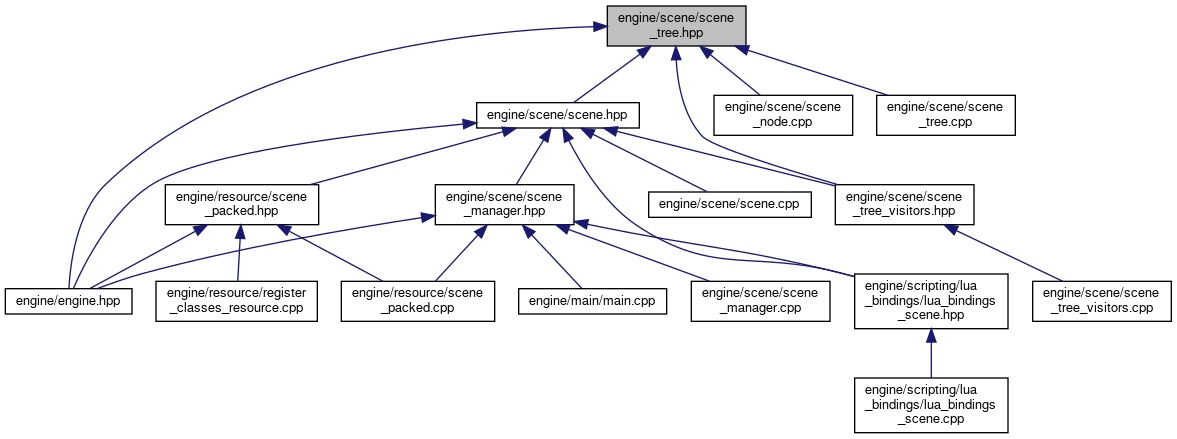 engine/scene/scene
_tree.hpp
engine/scene/scene.hpp
engine/scene/scene
_node.cpp
engine/scene/scene
_tree.cpp
engine/resource/scene
_packed.hpp
engine/scene/scene
_manager.hpp
engine/scene/scene.cpp
engine/scene/scene
_tree_visitors.hpp
engine/engine.hpp
engine/resource/register
_classes_resource.cpp
engine/resource/scene
_packed.cpp
engine/main/main.cpp
engine/scene/scene
_manager.cpp
engine/scripting/lua
_bindings/lua_bindings
_scene.hpp
engine/scene/scene
_tree_visitors.cpp
engine/scripting/lua
_bindings/lua_bindings
_scene.cpp